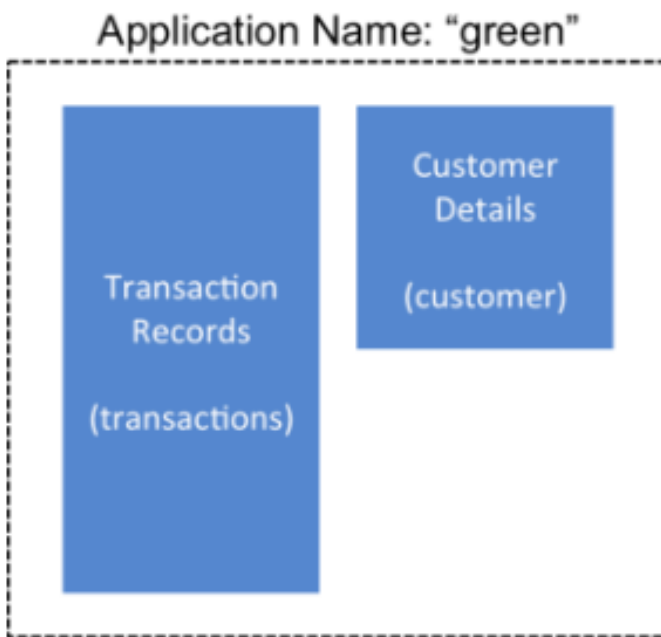 Application Name: “green”
Transaction
Records
(transactions)
Customer
Details
(customer)